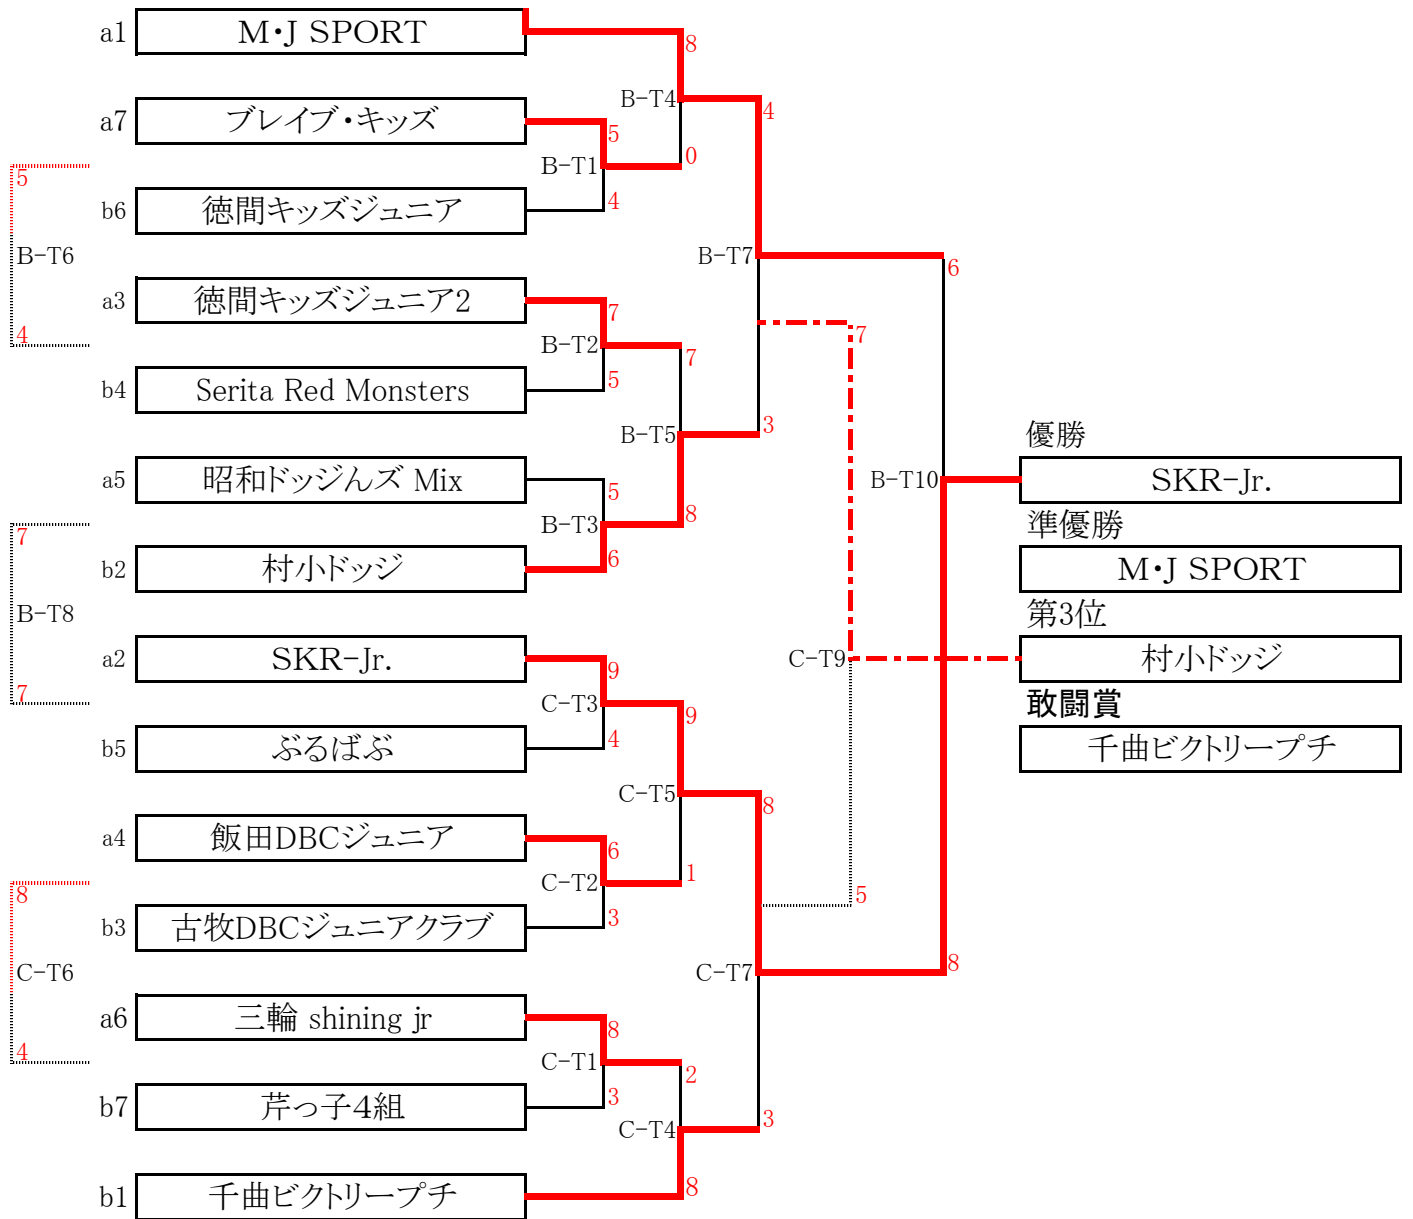 a1 M・J SPORT
8
B-T4
4
a7 ブレイブ・キッズ
5
0
B-T1
5
4
b6 徳間キッズジュニア
B-T6
B-T7
6
a3 徳間キッズジュニア2
7
7
4
B-T2
7
5
b4 Serita Red Monsters
3
B-T5
優勝
a5 昭和ドッジんズ Mix
5
B-T10
SKR-Jr.
8
7
B-T3
準優勝
b2 村小ドッジ
6
M・J SPORT
B-T8
第3位
a2 SKR-Jr.
9
C-T9
村小ドッジ
7
C-T3
9
敢闘賞
b5 ぶるばぶ
4
千曲ビクトリープチ
C-T5
8
a4 飯田DBCジュニア
6
C-T2
1
8
5
b3 古牧DBCジュニアクラブ
3
C-T6
C-T7
8
a6 三輪 shining jr
8
4
C-T1
2
b7 芹っ子4組
3
C-T4
3
b1 千曲ビクトリープチ
8